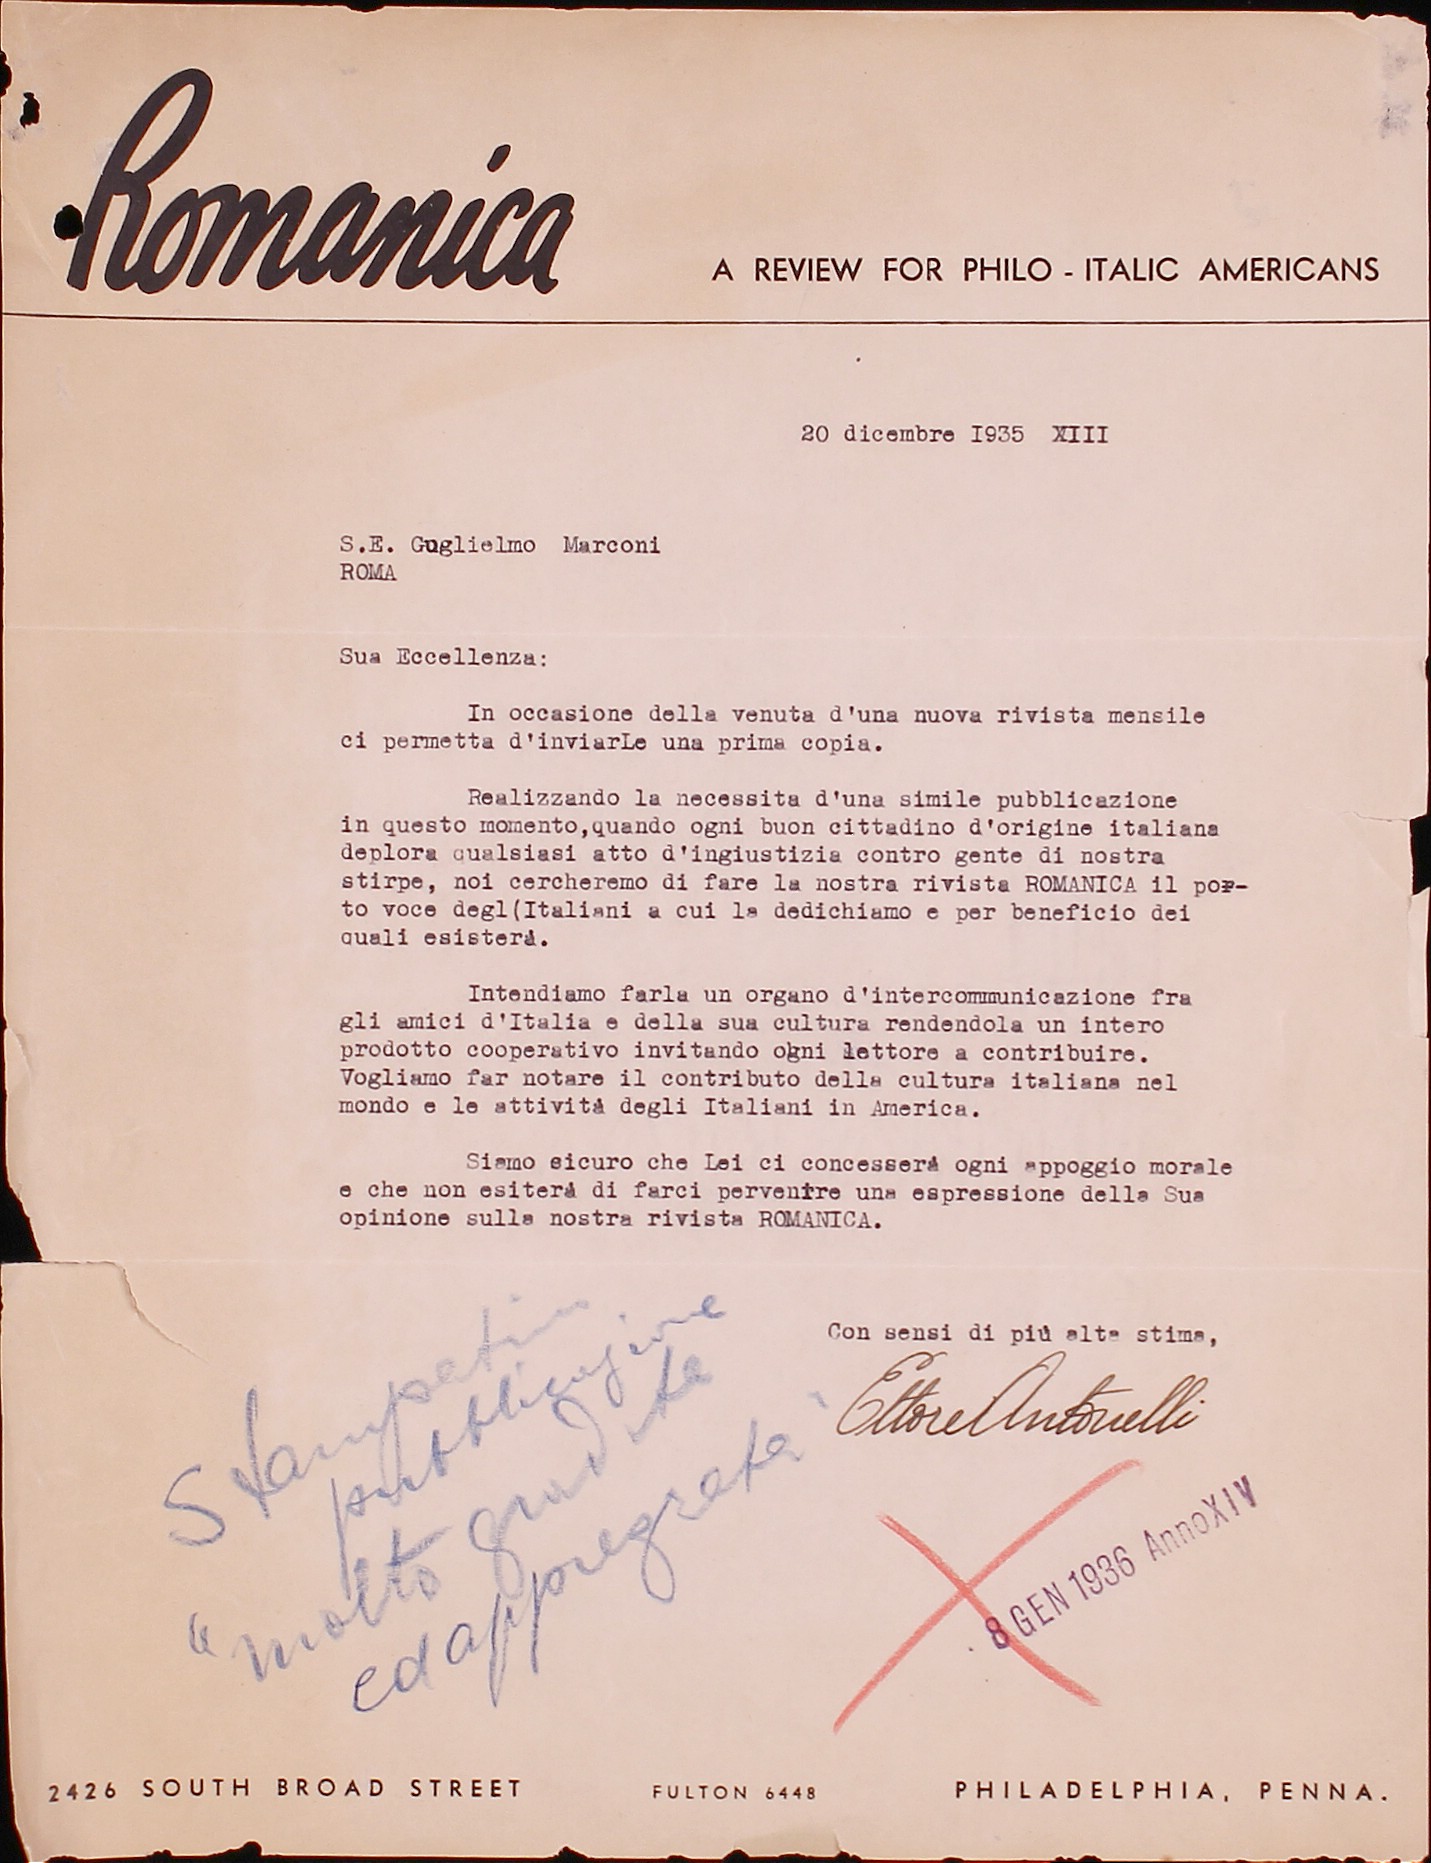 Romanica
A REVIEW FOR PHILO - ITALIC AMERICANS
20 dicembre I935 XIII
S.E. Guglielmo Marconi
ROMA
Sua Eccellenza:
In occasione della venuta d'una nuova rivista mensile
ci permetta d'inviarLe una prima copia.
Realizzando la necessita d'una simile pubblicazione
in questo momento,quando ogni buon cittadino d'origine italiana
deplora qualsiasi atto d'ingiustizia contro gente di nostra
stirpe, noi cercheremo di fare la nostra rivista ROMANICA il por-
to voce degl(Italiani a cui la dedichiamo e per beneficio dei
quali esisterá.
Intendiamo farla un organo d'intercommunicazione fra
gli amici d'Italia e della sua cultura rendendola un intero
prodotto cooperativo invitando ogni lettore a contribuire.
Vogliamo far notare il contributo della cultura italiana nel
mondo e le attivitá degli Italiani in America.
Siamo sicuro che Lei ci concesserá ogni appoggio morale
e che non esiterá di farci pervenire una espressione della Sua
opinione sulla nostra rivista ROMANICA.
Con sensi di piú alta stima,
Ettore Antonelli
pubblicazione
"molto gradita
ed appregrata"
8 GEN 1936 Anno XIV
2426 SOUTH BROAD STREET
FULTON 6448
PHILADELPHIA, PENNA.